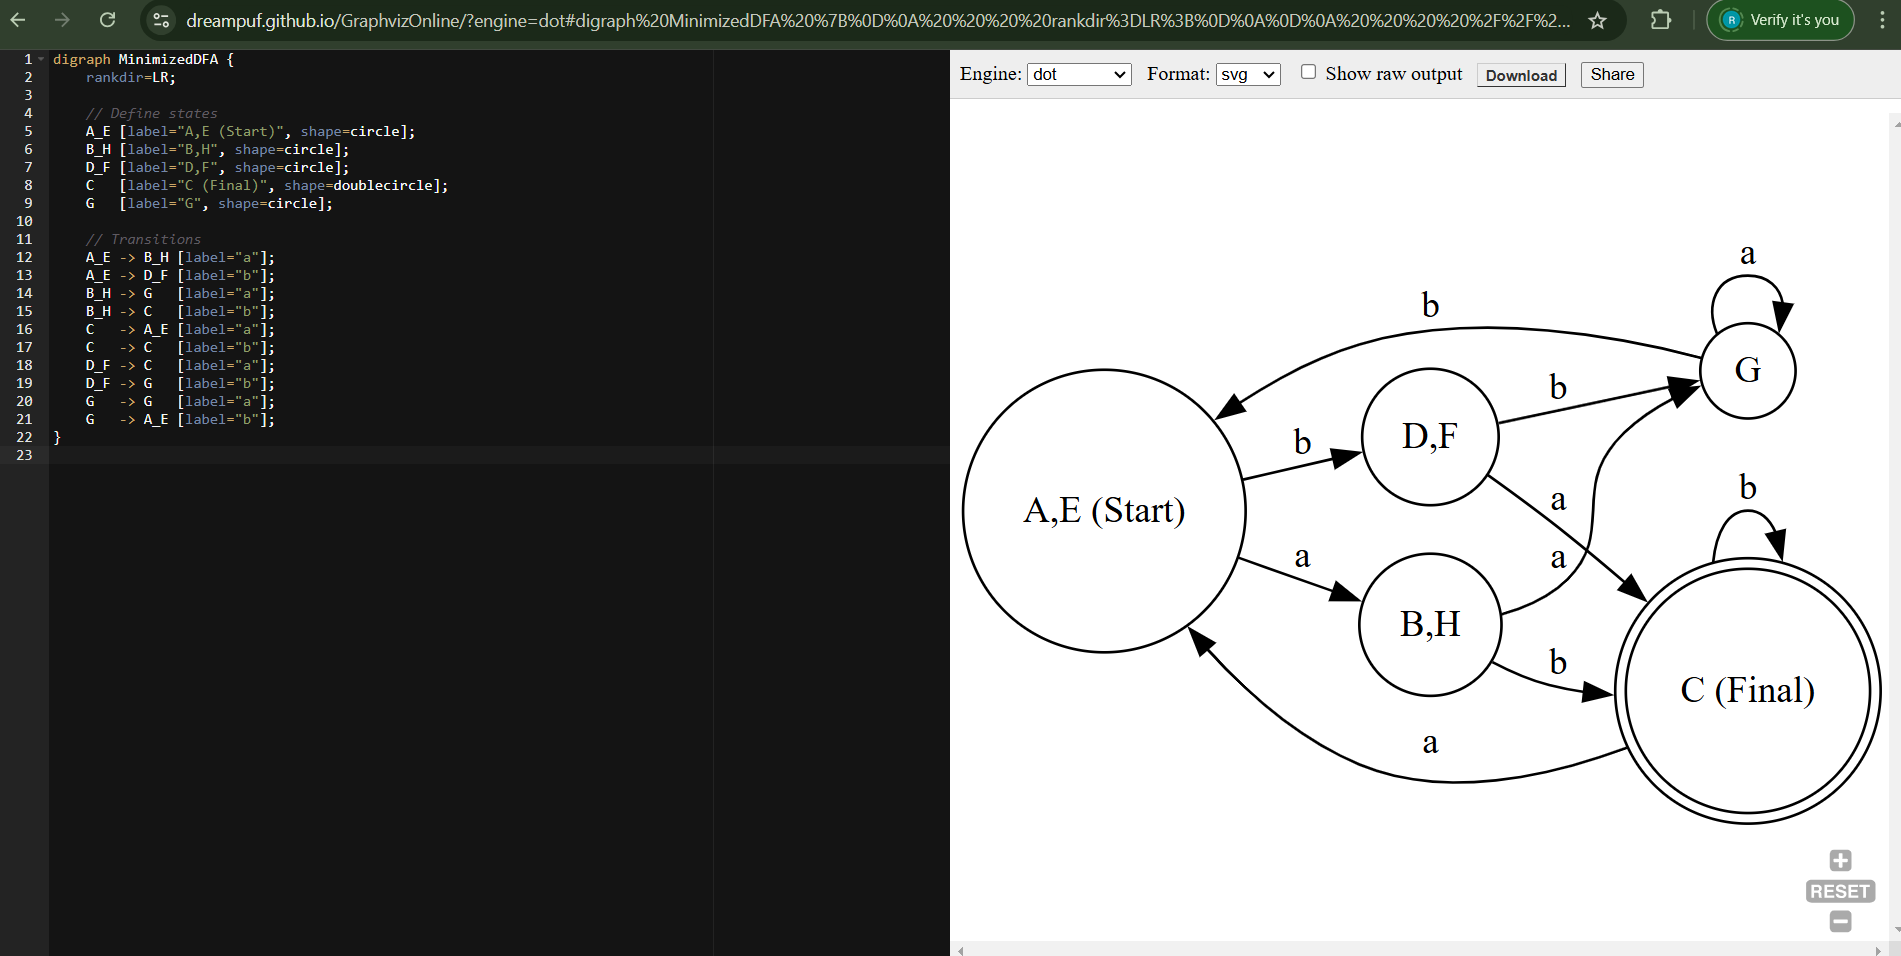 dreampuf.github.io/GraphvizOnline/?engine=dot#digraph%20MinimizedDFA%20%7B%0D%0A%20%20%20%20rankdir%3DLR%3B%0D%0A%0D%0A%20%20%20%20%2F%2F%2...
R Verify it's you
1 digraph MinimizedDFA {
2 rankdir=LR;
3
4 // Define states
5 A_E [label="A,E (Start)", shape=circle];
6 B_H [label="B,H", shape=circle];
7 D_F [label="D,F", shape=circle];
8 C [label="C (Final)", shape=doublecircle];
9 G [label="G", shape=circle];
10
11 // Transitions
12 A_E -> B_H [label="a"];
13 A_E -> D_F [label="b"];
14 B_H -> G [label="a"];
15 B_H -> C [label="b"];
16 C -> A_E [label="a"];
17 C -> C [label="b"];
18 D_F -> C [label="a"];
19 D_F -> G [label="b"];
20 G -> G [label="a"];
21 G -> A_E [label="b"];
22 }
23
Engine: dot Format: svg Show raw output Download Share
a
b
G
b
D,F
b
b
a
A,E (Start)
a
a
B,H
b
C (Final)
a
RESET